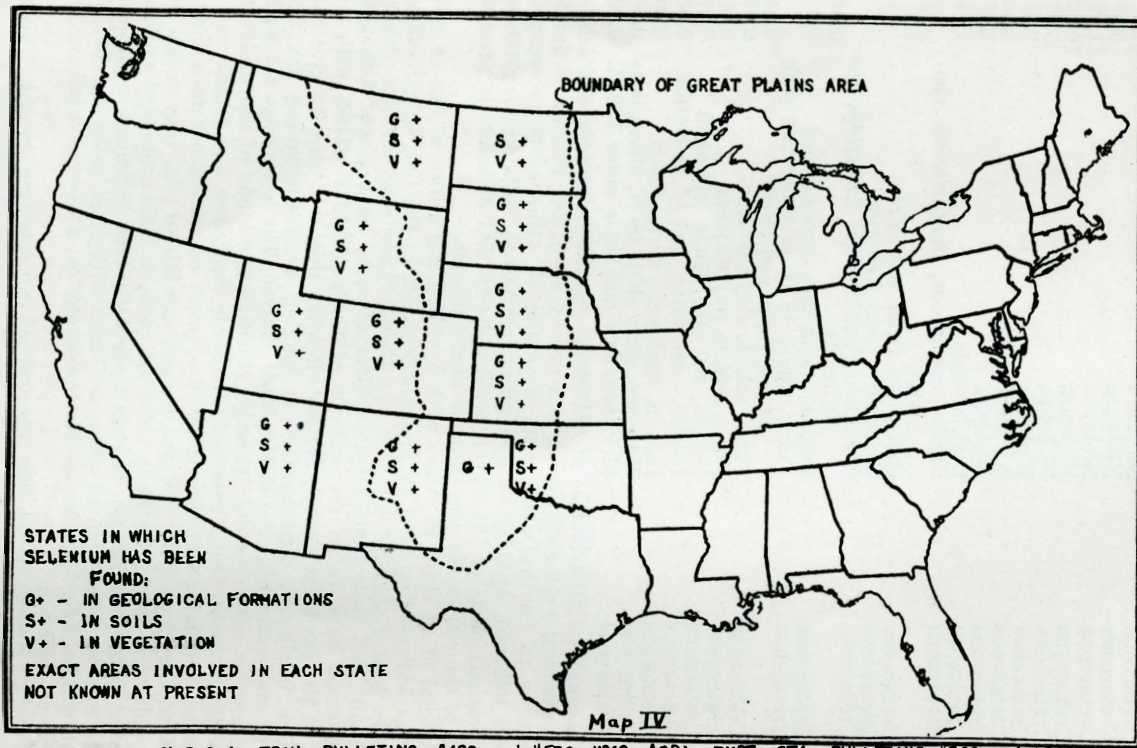 BOUNDARY OF GREAT PLAINS AREA
G +
S +
V +
S +
V +
G +
S +
V +
G +
S +
V +
G +
S +
V +
G +
S +
V +
G +
S +
V +
G +
S +
V +
G +
S +
V +
G +
S +
V +
G +
G+
S+
V+
STATES IN WHICH
SELENIUM HAS BEEN
FOUND:
G+ - IN GEOLOGICAL FORMATIONS
S+ - IN SOILS
V+ - IN VEGETATION
EXACT AREAS INVOLVED IN EACH STATE
NOT KNOWN AT PRESENT
Map IV